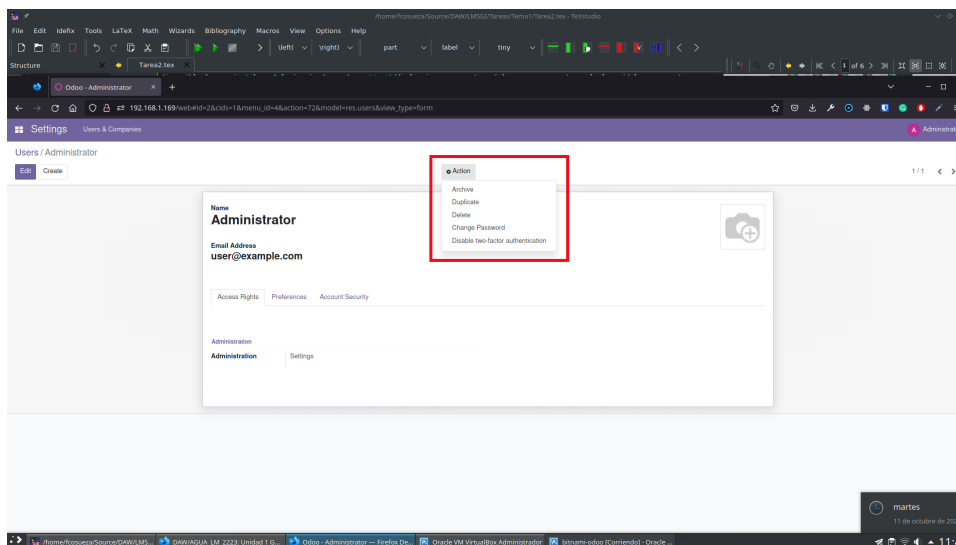 /home/fcosueza/Source/DAW/LMSGI/Tareas/Tema1/Tarea2.tex - TeXstudio
File Edit Idefix Tools LaTeX Math Wizards Bibliography Macros View Options Help
\left( \right) part label tiny
Structure Tarea2.tex 1 of 6
Odoo - Administrator
192.168.1.169/web#id=2&cids=1&menu_id=4&action=72&model=res.users&view_type=form
Settings Users & Companies A Administrat
Users / Administrator
Edit Create Action 1 / 1
Archive
Duplicate
Delete
Change Password
Disable two-factor authentication
Name
Administrator
Email Address
user@example.com
Access Rights Preferences Account Security
Administration
Administration Settings
martes
11 de octubre de 202
/home/fcosueza/Source/DAW/LMS... DAW/AGUA_LM_2223: Unidad 1 G... Odoo - Administrator — Firefox De... Oracle VM VirtualBox Administrador bitnami-odoo [Corriendo] - Oracle ... 11: